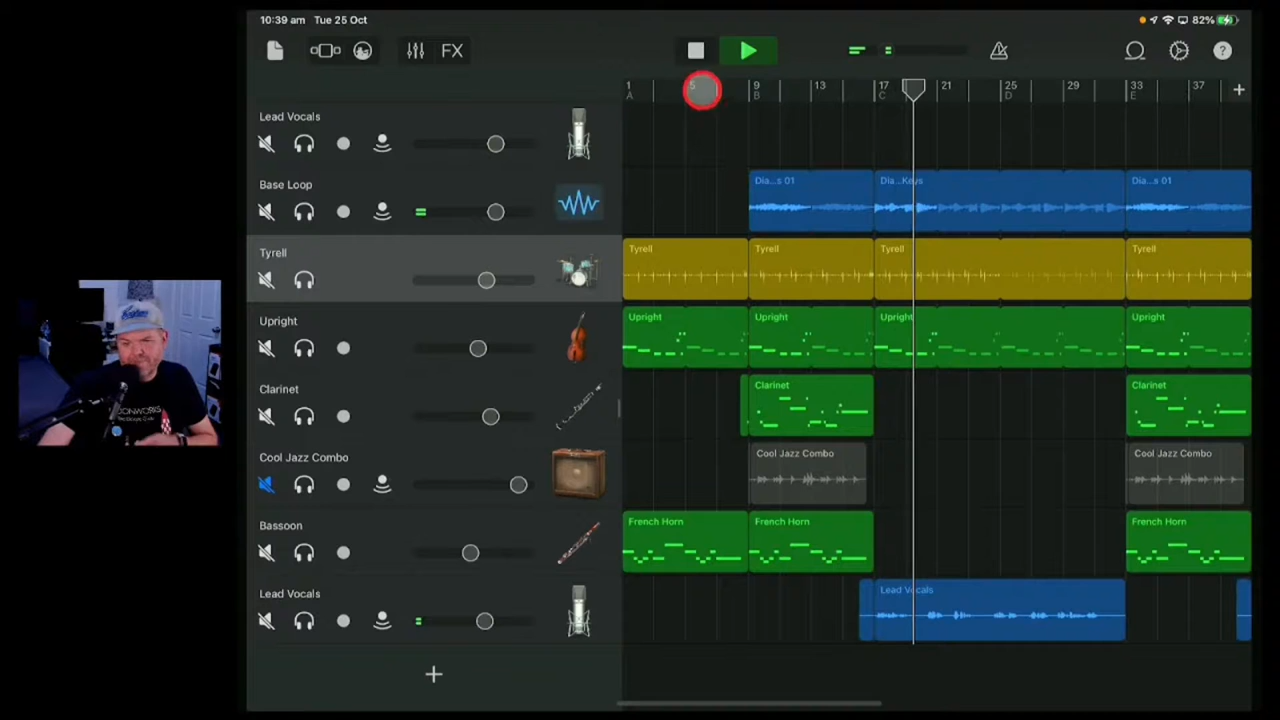 10:39 am Tue 25 Oct
82%
FX
?
1 5 9 13 17 21 25 29 33 37 +
A B C D E
Lead Vocals
Base Loop
Dia...s 01 Dia...Keys Dia...s 01
Tyrell
Tyrell Tyrell Tyrell Tyrell
Upright
Upright Upright Upright Upright
Clarinet
Clarinet Clarinet
Cool Jazz Combo
Cool Jazz Combo Cool Jazz Combo
Bassoon
French Horn French Horn French Horn
Lead Vocals
Lead Vocals
+